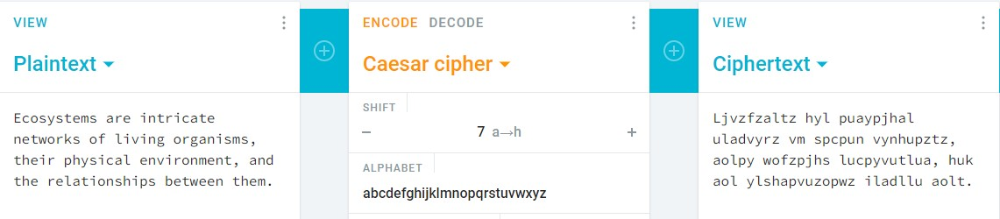 VIEW
Plaintext
Ecosystems are intricate
networks of living organisms,
their physical environment, and
the relationships between them.
ENCODE DECODE
Caesar cipher
SHIFT
− 7 a→h +
ALPHABET
abcdefghijklmnopqrstuvwxyz
VIEW
Ciphertext
Ljvzfzaltz hyl puaypjhal
uladvyrz vm spcpun vynhupztz,
aolpy wofzpjhs lucpyvutlua, huk
aol ylshapvuzopwz iladllu aolt.